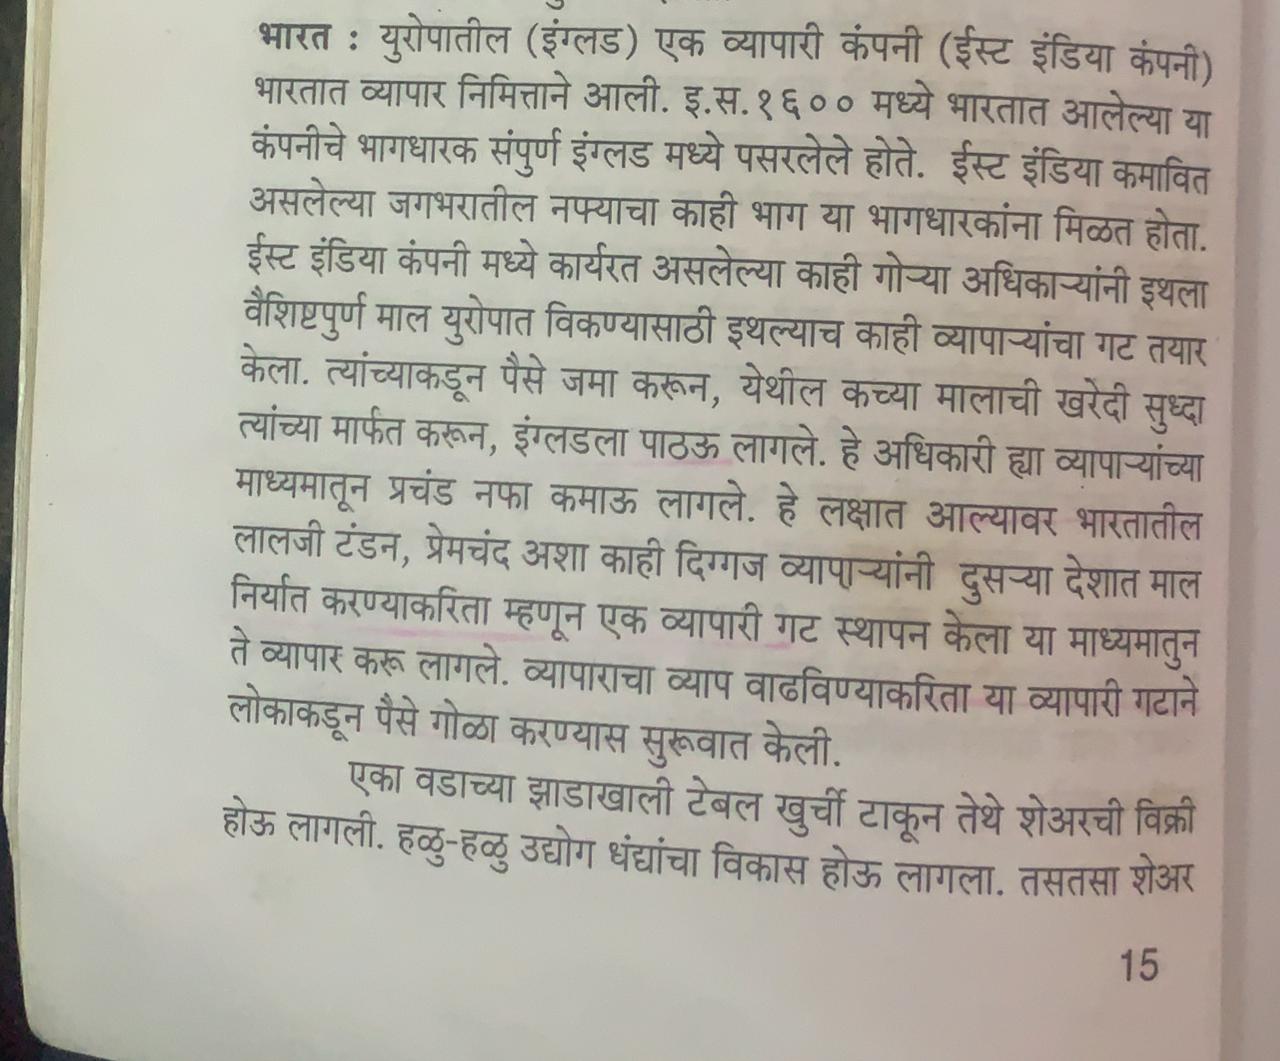 भारत : युरोपातील (इंग्लड) एक व्यापारी कंपनी (ईस्ट इंडिया कंपनी)
भारतात व्यापार निमित्ताने आली. इ.स.१६०० मध्ये भारतात आलेल्या या
कंपनीचे भागधारक संपुर्ण इंग्लड मध्ये पसरलेले होते. ईस्ट इंडिया कमावित
असलेल्या जगभरातील नफ्याचा काही भाग या भागधारकांना मिळत होता.
ईस्ट इंडिया कंपनी मध्ये कार्यरत असलेल्या काही गोऱ्या अधिकाऱ्यांनी इथला
वैशिष्टपुर्ण माल युरोपात विकण्यासाठी इथल्याच काही व्यापाऱ्यांचा गट तयार
केला. त्यांच्याकडून पैसे जमा करून, येथील कच्या मालाची खरेदी सुध्दा
त्यांच्या मार्फत करून, इंग्लडला पाठऊ लागले. हे अधिकारी ह्या व्यापाऱ्यांच्या
माध्यमातून प्रचंड नफा कमाऊ लागले. हे लक्षात आल्यावर भारतातील
लालजी टंडन, प्रेमचंद अशा काही दिग्गज व्यापाऱ्यांनी दुसऱ्या देशात माल
निर्यात करण्याकरिता म्हणून एक व्यापारी गट स्थापन केला या माध्यमातुन
ते व्यापार करू लागले. व्यापाराचा व्याप वाढविण्याकरिता या व्यापारी गटाने
लोकाकडून पैसे गोळा करण्यास सुरूवात केली.
एका वडाच्या झाडाखाली टेबल खुर्ची टाकून तेथे शेअरची विक्री
होऊ लागली. हळु-हळु उद्योग धंद्यांचा विकास होऊ लागला. तसतसा शेअर
15